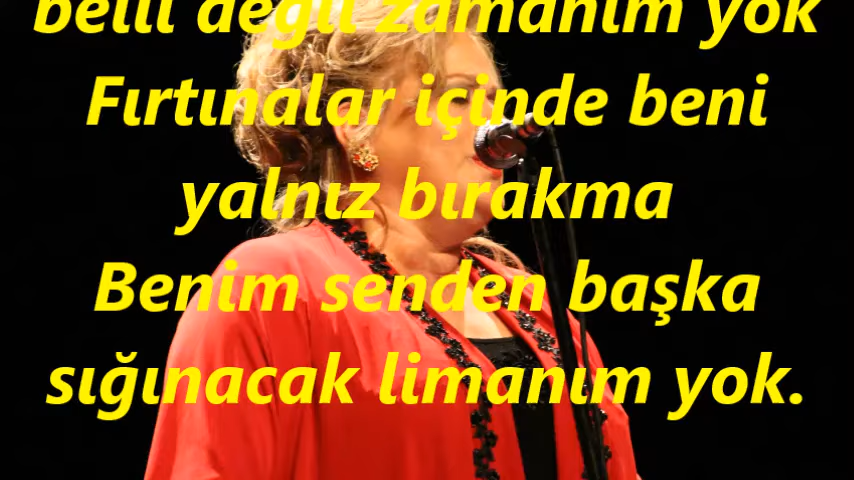 belli değil zamanım yok
Fırtınalar içinde beni
yalnız bırakma
Benim senden başka
sığınacak limanım yok.